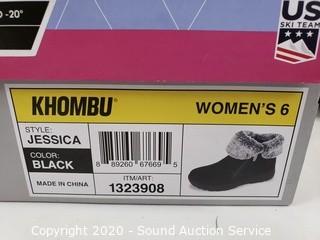 -20°
US
SKI TEAM
KHOMBU®
WOMEN'S 6
STYLE:
JESSICA
COLOR:
BLACK
8 89260 67669 5
MADE IN CHINA
ITM/ART:
1323908
Copyright 2020 - Sound Auction Service